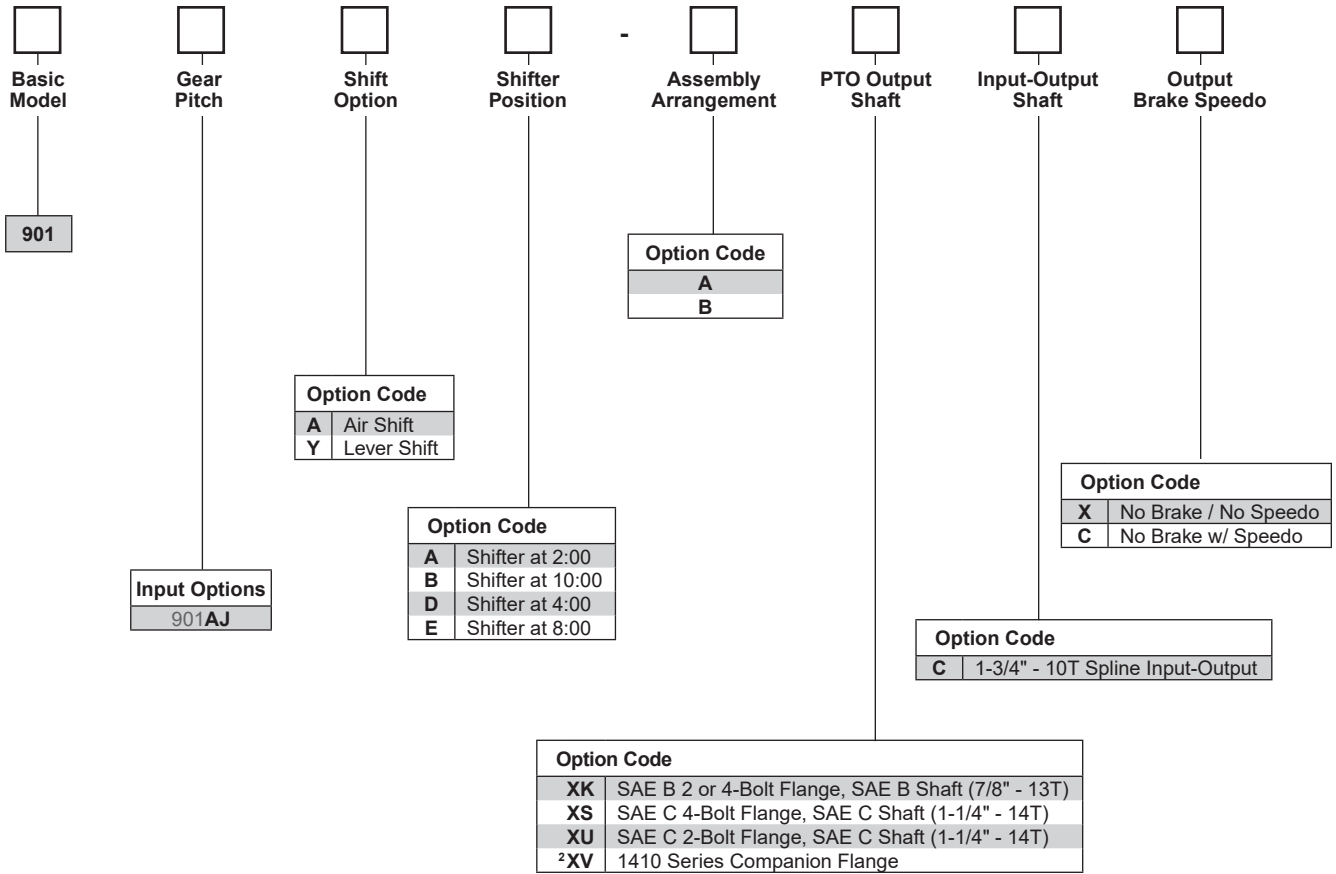 -
Basic Model
Gear Pitch
Shift Option
Shifter Position
Assembly Arrangement
PTO Output Shaft
Input-Output Shaft
Output Brake Speedo
901
Option Code
A
B
Option Code
A Air Shift
Y Lever Shift
Option Code
X No Brake / No Speedo
C No Brake w/ Speedo
Option Code
A Shifter at 2:00
B Shifter at 10:00
D Shifter at 4:00
E Shifter at 8:00
Input Options
901AJ
Option Code
C 1-3/4" - 10T Spline Input-Output
Option Code
XK SAE B 2 or 4-Bolt Flange, SAE B Shaft (7/8" - 13T)
XS SAE C 4-Bolt Flange, SAE C Shaft (1-1/4" - 14T)
XU SAE C 2-Bolt Flange, SAE C Shaft (1-1/4" - 14T)
²XV 1410 Series Companion Flange